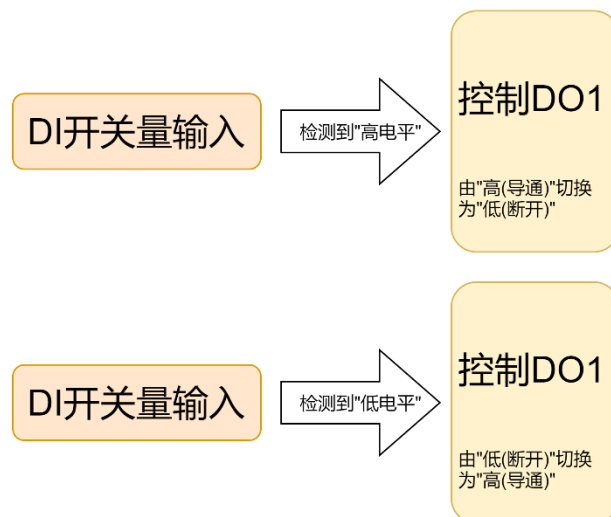 DI开关量输入
检测到"高电平"
控制DO1
由"高(导通)"切换
为"低(断开)"
DI开关量输入
检测到"低电平"
控制DO1
由"低(断开)"切换
为"高(导通)"